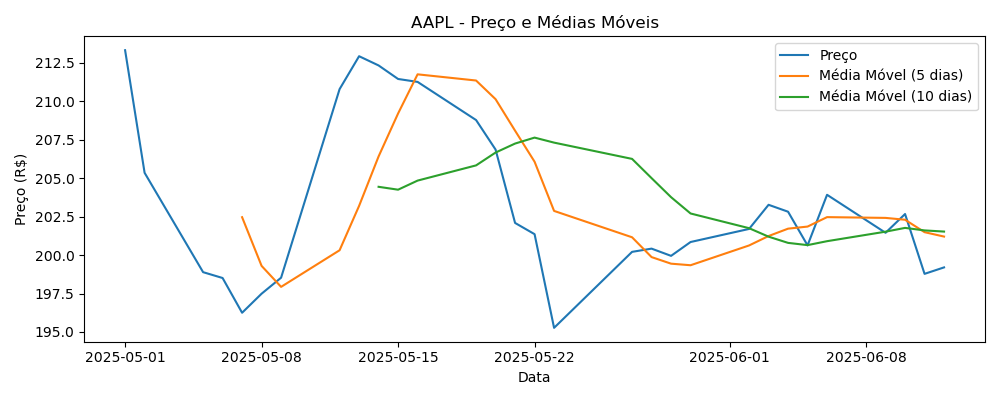 AAPL - Preço e Médias Móveis
Preço
Média Móvel (5 dias)
Média Móvel (10 dias)
Preço (R$)
212.5
210.0
207.5
205.0
202.5
200.0
197.5
195.0
2025-05-01
2025-05-08
2025-05-15
2025-05-22
2025-06-01
2025-06-08
Data